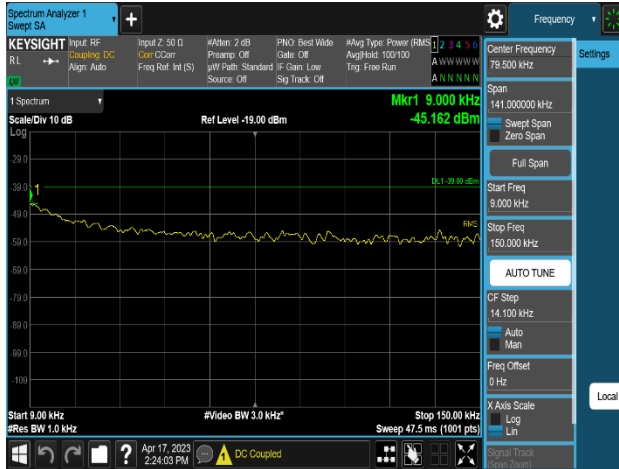 Spectrum Analyzer 1
Swept SA
Frequency
KEYSIGHT
RL
Input: RF
Coupling: DC
Align: Auto
Input Z: 50 Ω
Corr CCorr
Freq Ref: Int (S)
#Atten: 2 dB
Preamp: Off
µW Path: Standard
Source: Off
PNO: Best Wide
Gate: Off
IF Gain: Low
Sig Track: Off
#Avg Type: Power (RMS
Avg|Hold: 100/100
Trig: Free Run
1 2 3 4 5 6
A W W W W W
A N N N N N
1 Spectrum
Scale/Div 10 dB
Ref Level -19.00 dBm
Mkr1 9.000 kHz
-45.162 dBm
Log
-29.0
-39.0
-49.0
-59.0
-69.0
-79.0
-89.0
-99.0
-109
1
DL1 -39.00 dBm
RMS
Start 9.00 kHz
#Res BW 1.0 kHz
#Video BW 3.0 kHz*
Stop 150.00 kHz
Sweep 47.5 ms (1001 pts)
?
Apr 17, 2023
2:24:03 PM
DC Coupled
Center Frequency
79.500 kHz
Span
141.000000 kHz
Swept Span
Zero Span
Full Span
Start Freq
9.000 kHz
Stop Freq
150.000 kHz
AUTO TUNE
CF Step
14.100 kHz
Auto
Man
Freq Offset
0 Hz
X Axis Scale
Log
Lin
Signal Track
(Span Zoom)
Settings
Local